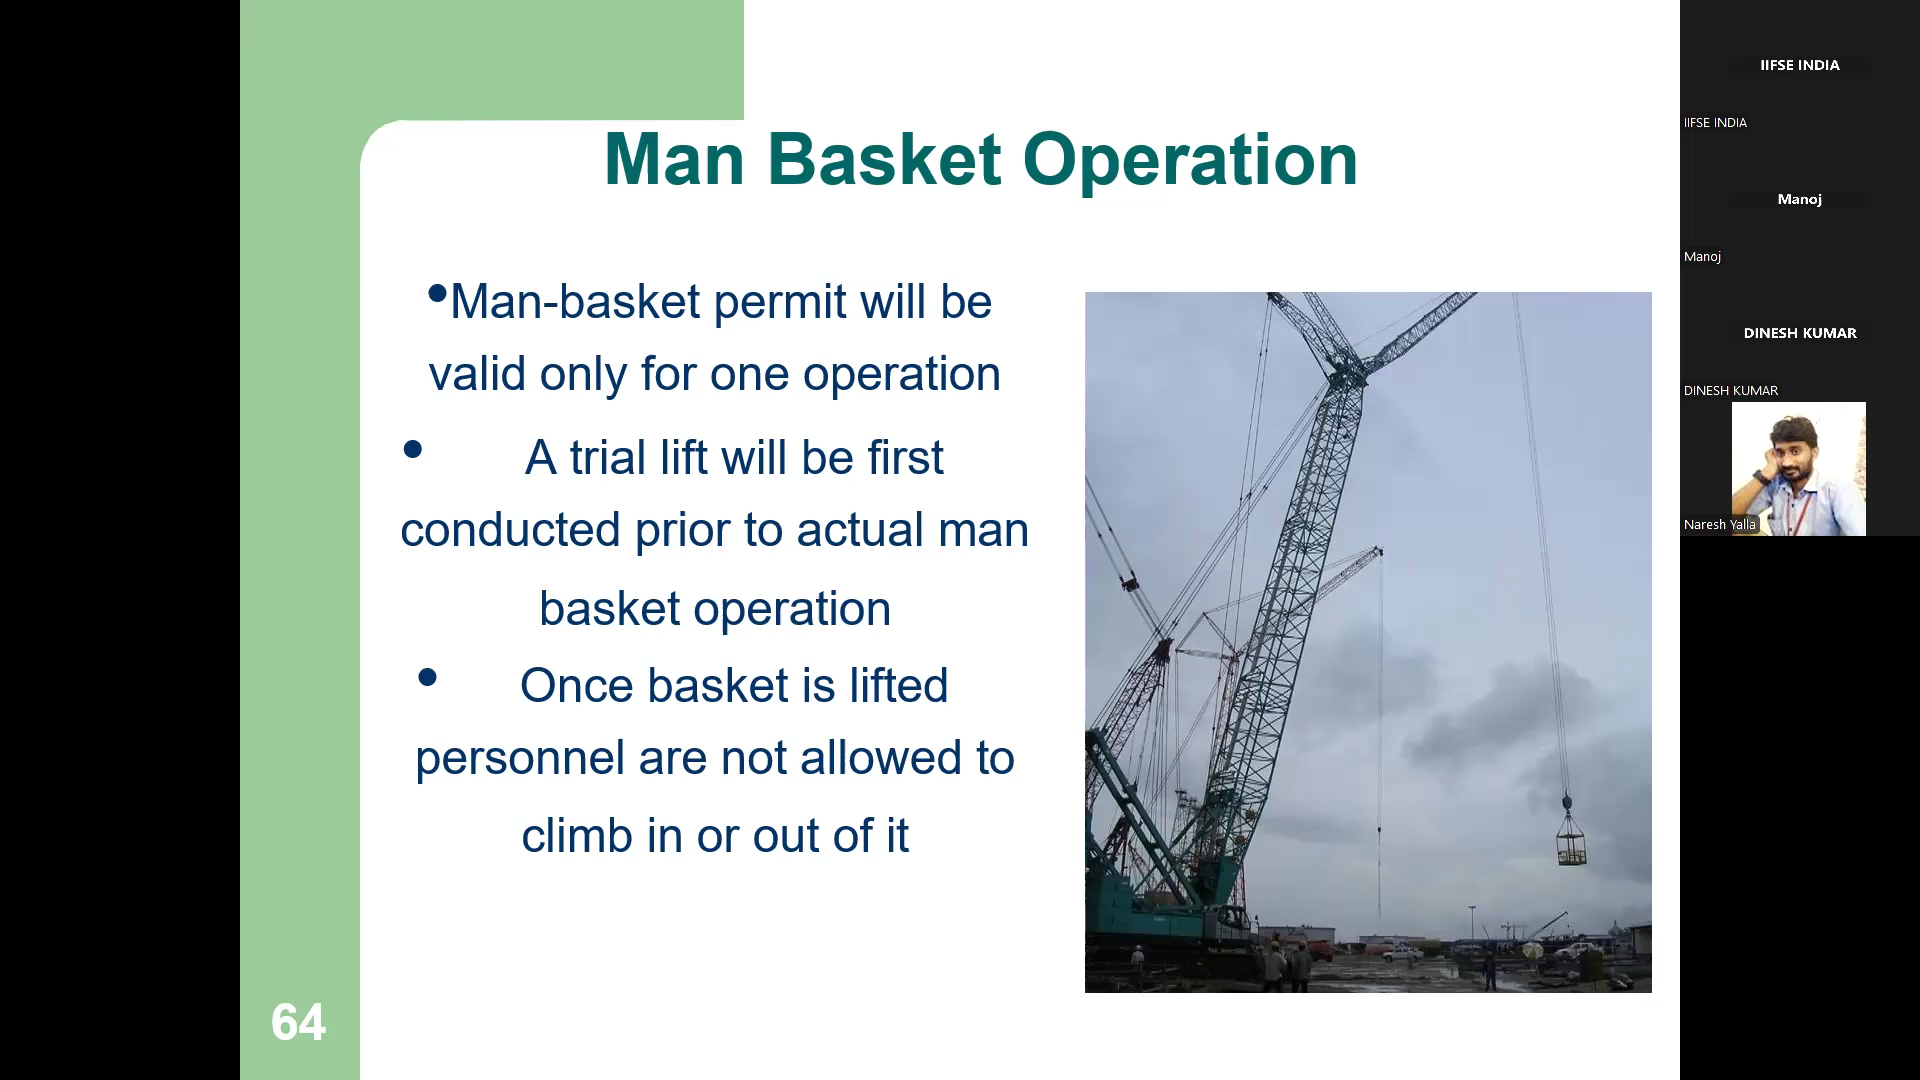 Man Basket Operation
•Man-basket permit will be
valid only for one operation
• A trial lift will be first
conducted prior to actual man
basket operation
• Once basket is lifted
personnel are not allowed to
climb in or out of it
64
IIFSE INDIA
IIFSE INDIA
Manoj
Manoj
DINESH KUMAR
DINESH KUMAR
Naresh Yalla